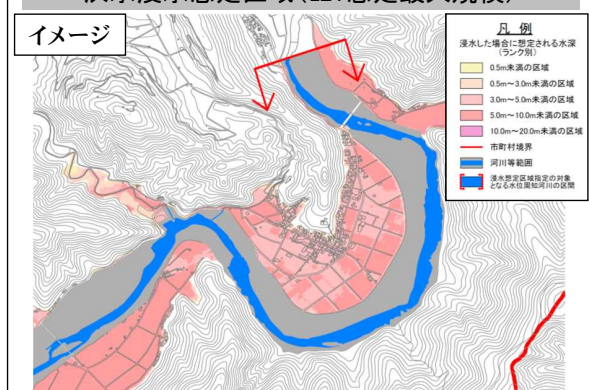 洪水浸水想定区域(L2:想定最大規模)
イメージ
凡 例
浸水した場合に想定される水深
(ランク別)
0.5m未満の区域
0.5m～3.0m未満の区域
3.0m～5.0m未満の区域
5.0m～10.0m未満の区域
10.0m～20.0m未満の区域
市町村境界
河川等範囲
浸水想定区域指定の対象
となる水位周知河川の区間